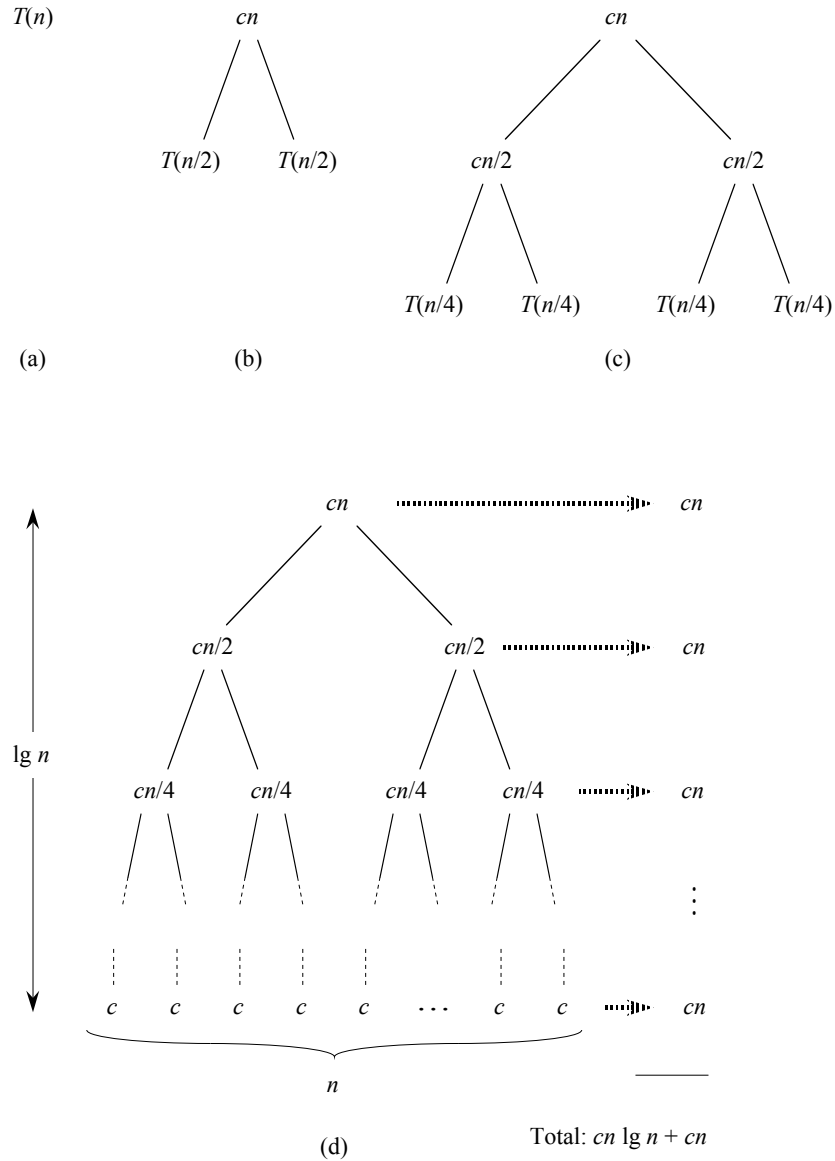 T(n) cn cn
T(n/2) T(n/2) cn/2 cn/2
T(n/4) T(n/4) T(n/4) T(n/4)
(a) (b) (c)
cn cn
cn/2 cn/2 cn
lg n
cn/4 cn/4 cn/4 cn/4 cn
c c c c c … c c cn
n
Total: cn lg n + cn
(d)